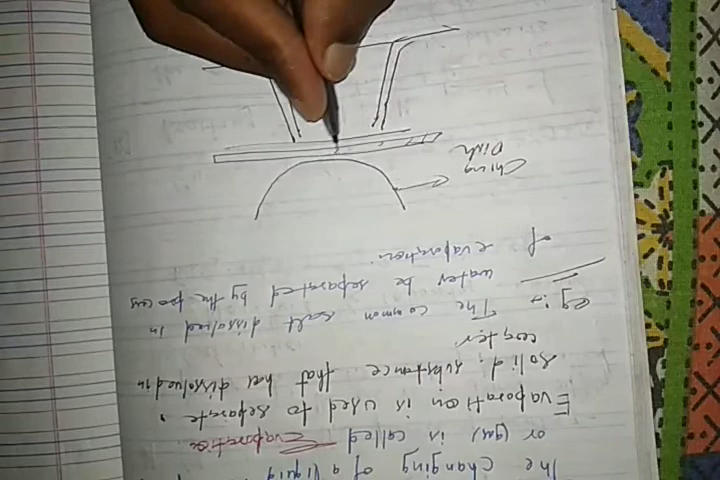 The changing of a liquid
or (gas) is called Evaporation
Evaporation is used to separate
solid; substance that has dissolved in
water
eg:- The common salt dissolved in
water be separated by the process
of evaporation.
China
Dish